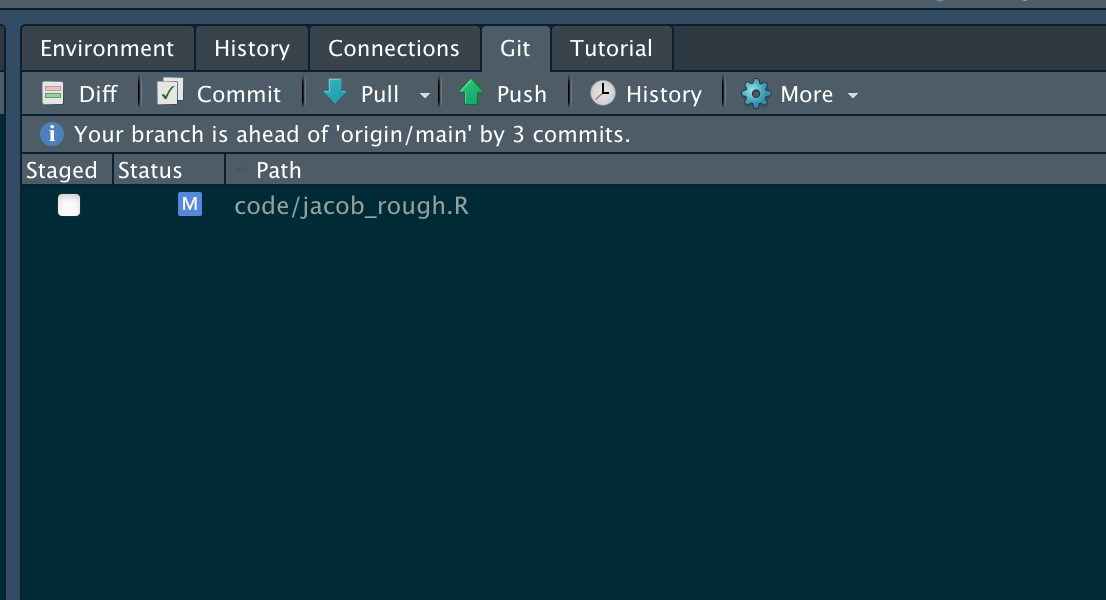 Environment History Connections Git Tutorial
Diff Commit Pull Push History More
Your branch is ahead of 'origin/main' by 3 commits.
Staged Status Path
M code/jacob_rough.R